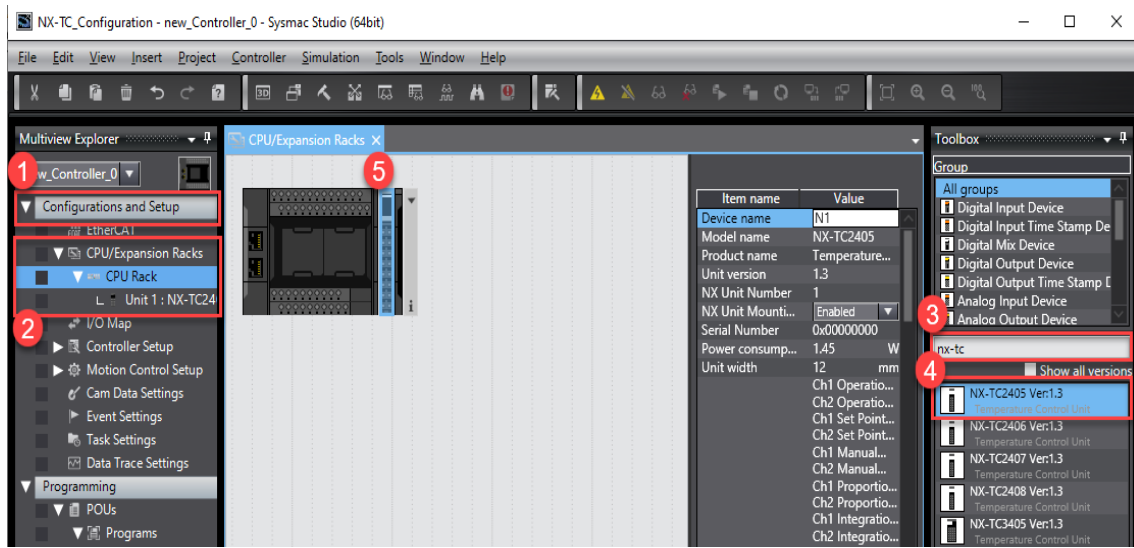 NX-TC_Configuration - new_Controller_0 - Sysmac Studio (64bit)
File Edit View Insert Project Controller Simulation Tools Window Help
3D
Multiview Explorer
1
ew_Controller_0
Configurations and Setup
EtherCAT
CPU/Expansion Racks
CPU Rack
Unit 1 : NX-TC24
2
I/O Map
Controller Setup
Motion Control Setup
Cam Data Settings
Event Settings
Task Settings
Data Trace Settings
Programming
POUs
Programs
CPU/Expansion Racks
5
Item name Value
Device name N1
Model name NX-TC2405
Product name Temperature...
Unit version 1.3
NX Unit Number 1
NX Unit Mounti... Enabled
Serial Number 0x00000000
Power consump... 1.45 W
Unit width 12 mm
Ch1 Operatio...
Ch2 Operatio...
Ch1 Set Point...
Ch2 Set Point...
Ch1 Manual...
Ch2 Manual...
Ch1 Proportio...
Ch2 Proportio...
Ch1 Integratio...
Ch2 Integratio...
Toolbox
Group
All groups
Digital Input Device
Digital Input Time Stamp De
Digital Mix Device
Digital Output Device
Digital Output Time Stamp D
Analog Input Device
Analog Output Device
3
nx-tc
Show all versions
4
NX-TC2405 Ver:1.3
Temperature Control Unit
NX-TC2406 Ver:1.3
Temperature Control Unit
NX-TC2407 Ver:1.3
Temperature Control Unit
NX-TC2408 Ver:1.3
Temperature Control Unit
NX-TC3405 Ver:1.3
Temperature Control Unit